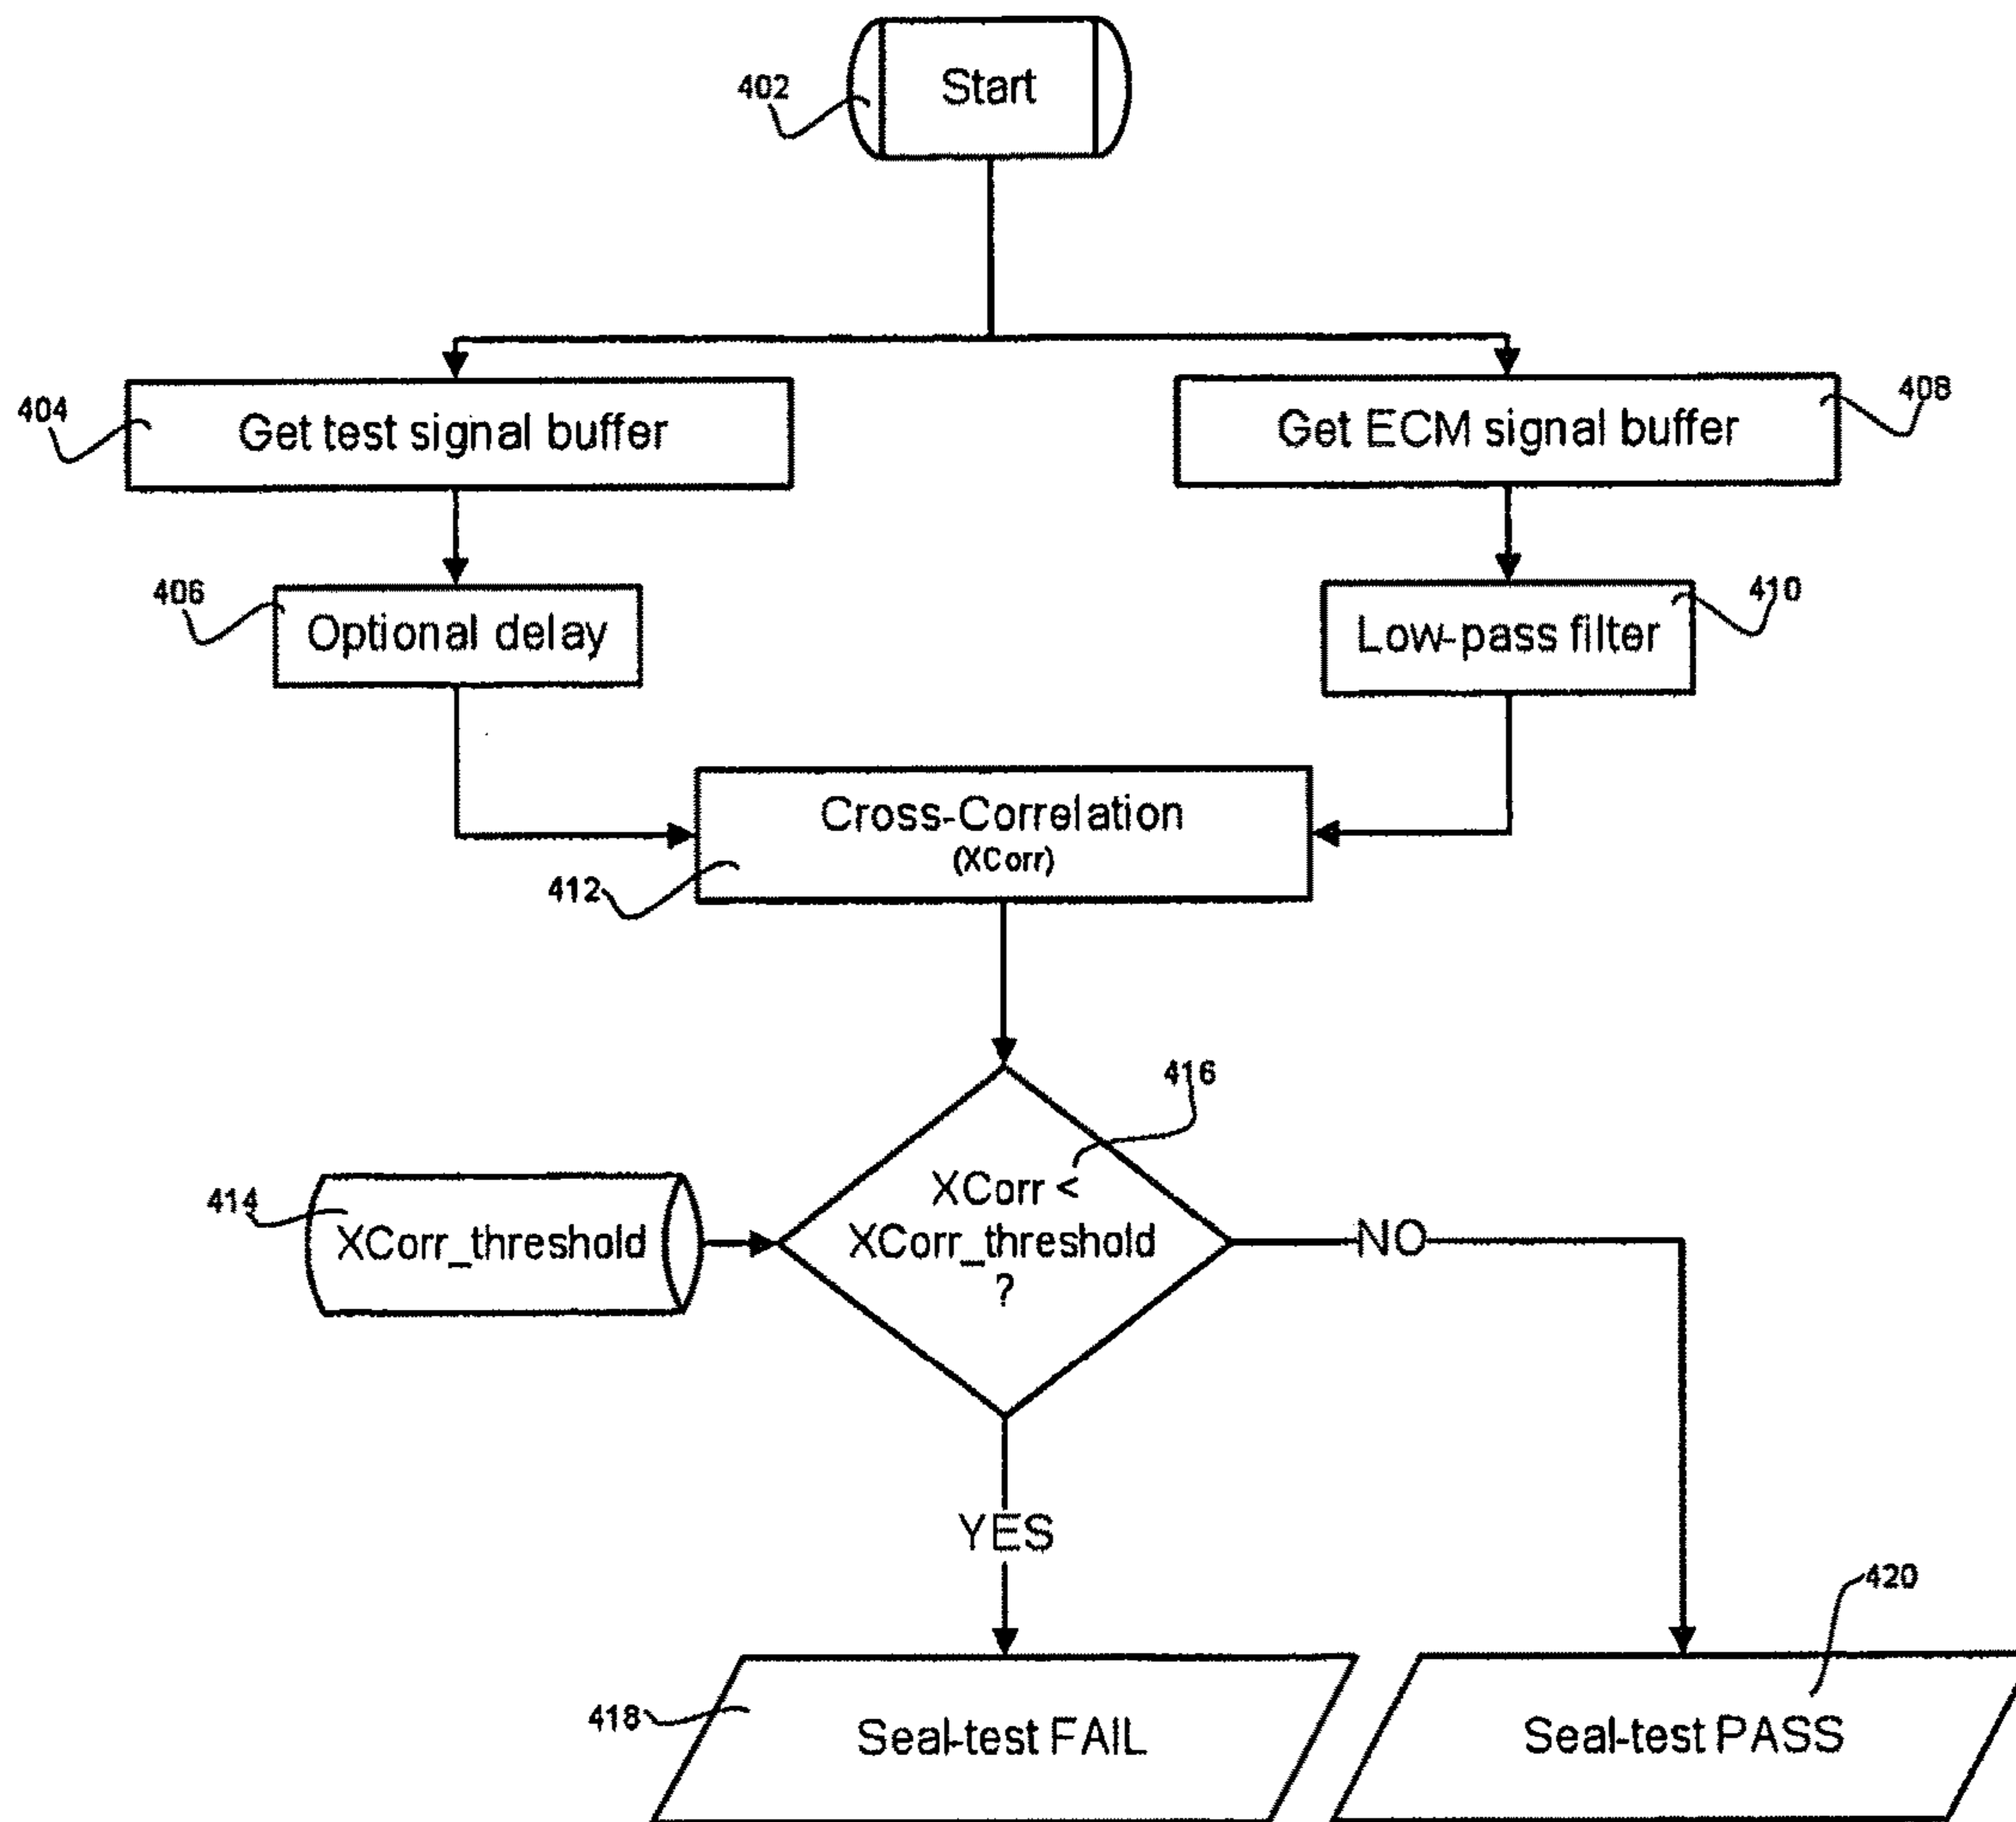 402
Start
404
Get test signal buffer
Get ECM signal buffer
408
406
Optional delay
Low-pass filter
410
Cross-Correlation
(XCorr)
412
416
414
XCorr_threshold
XCorr <
XCorr_threshold
?
NO
YES
420
418
Seal-test FAIL
Seal-test PASS